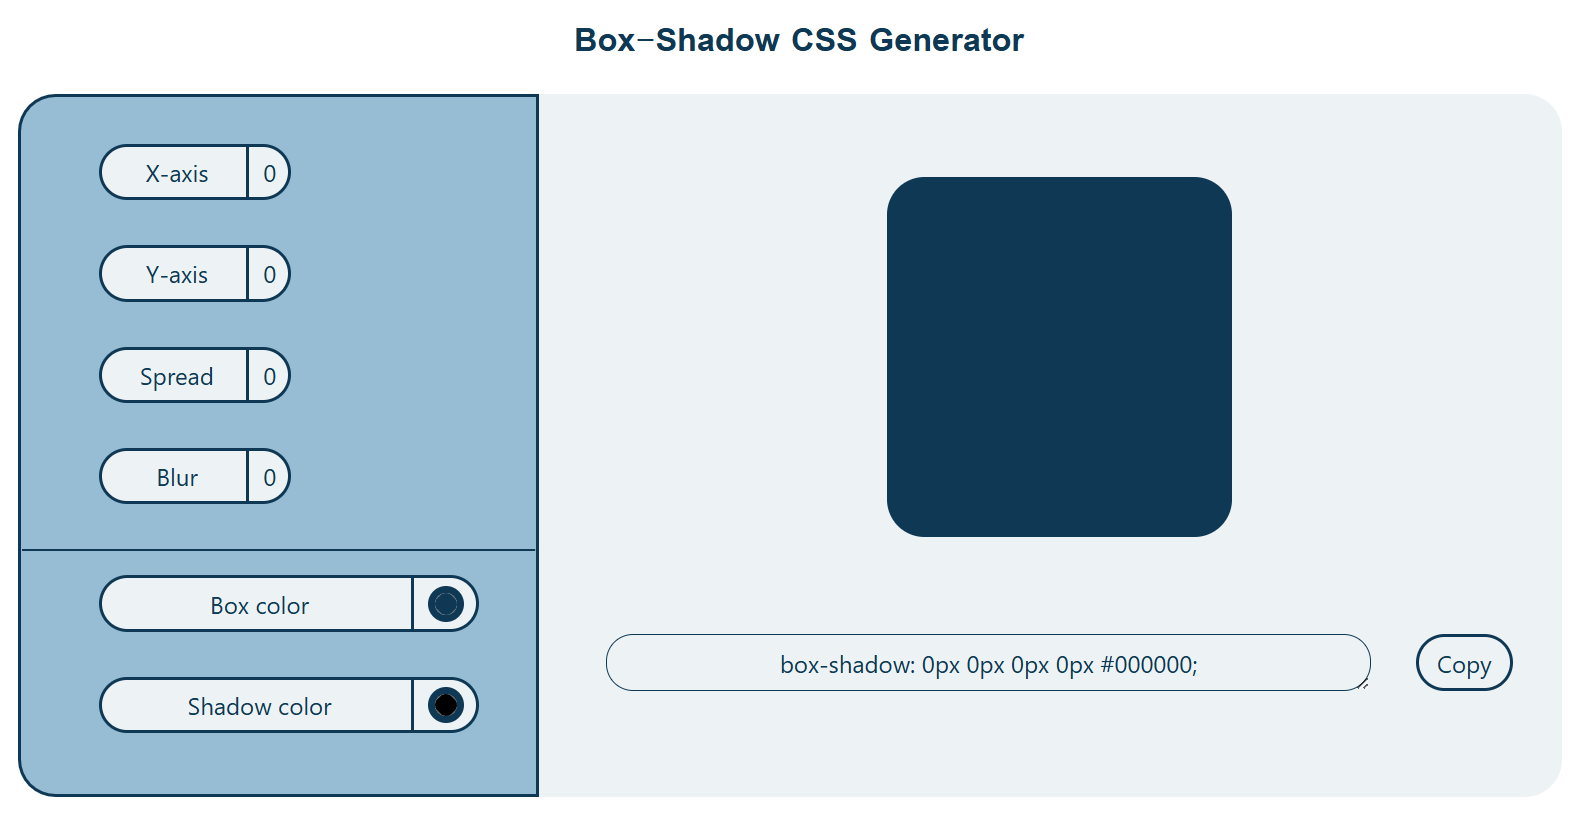 Box-Shadow CSS Generator
X-axis 0
Y-axis 0
Spread 0
Blur 0
Box color
Shadow color
box-shadow: 0px 0px 0px 0px #000000;
Copy